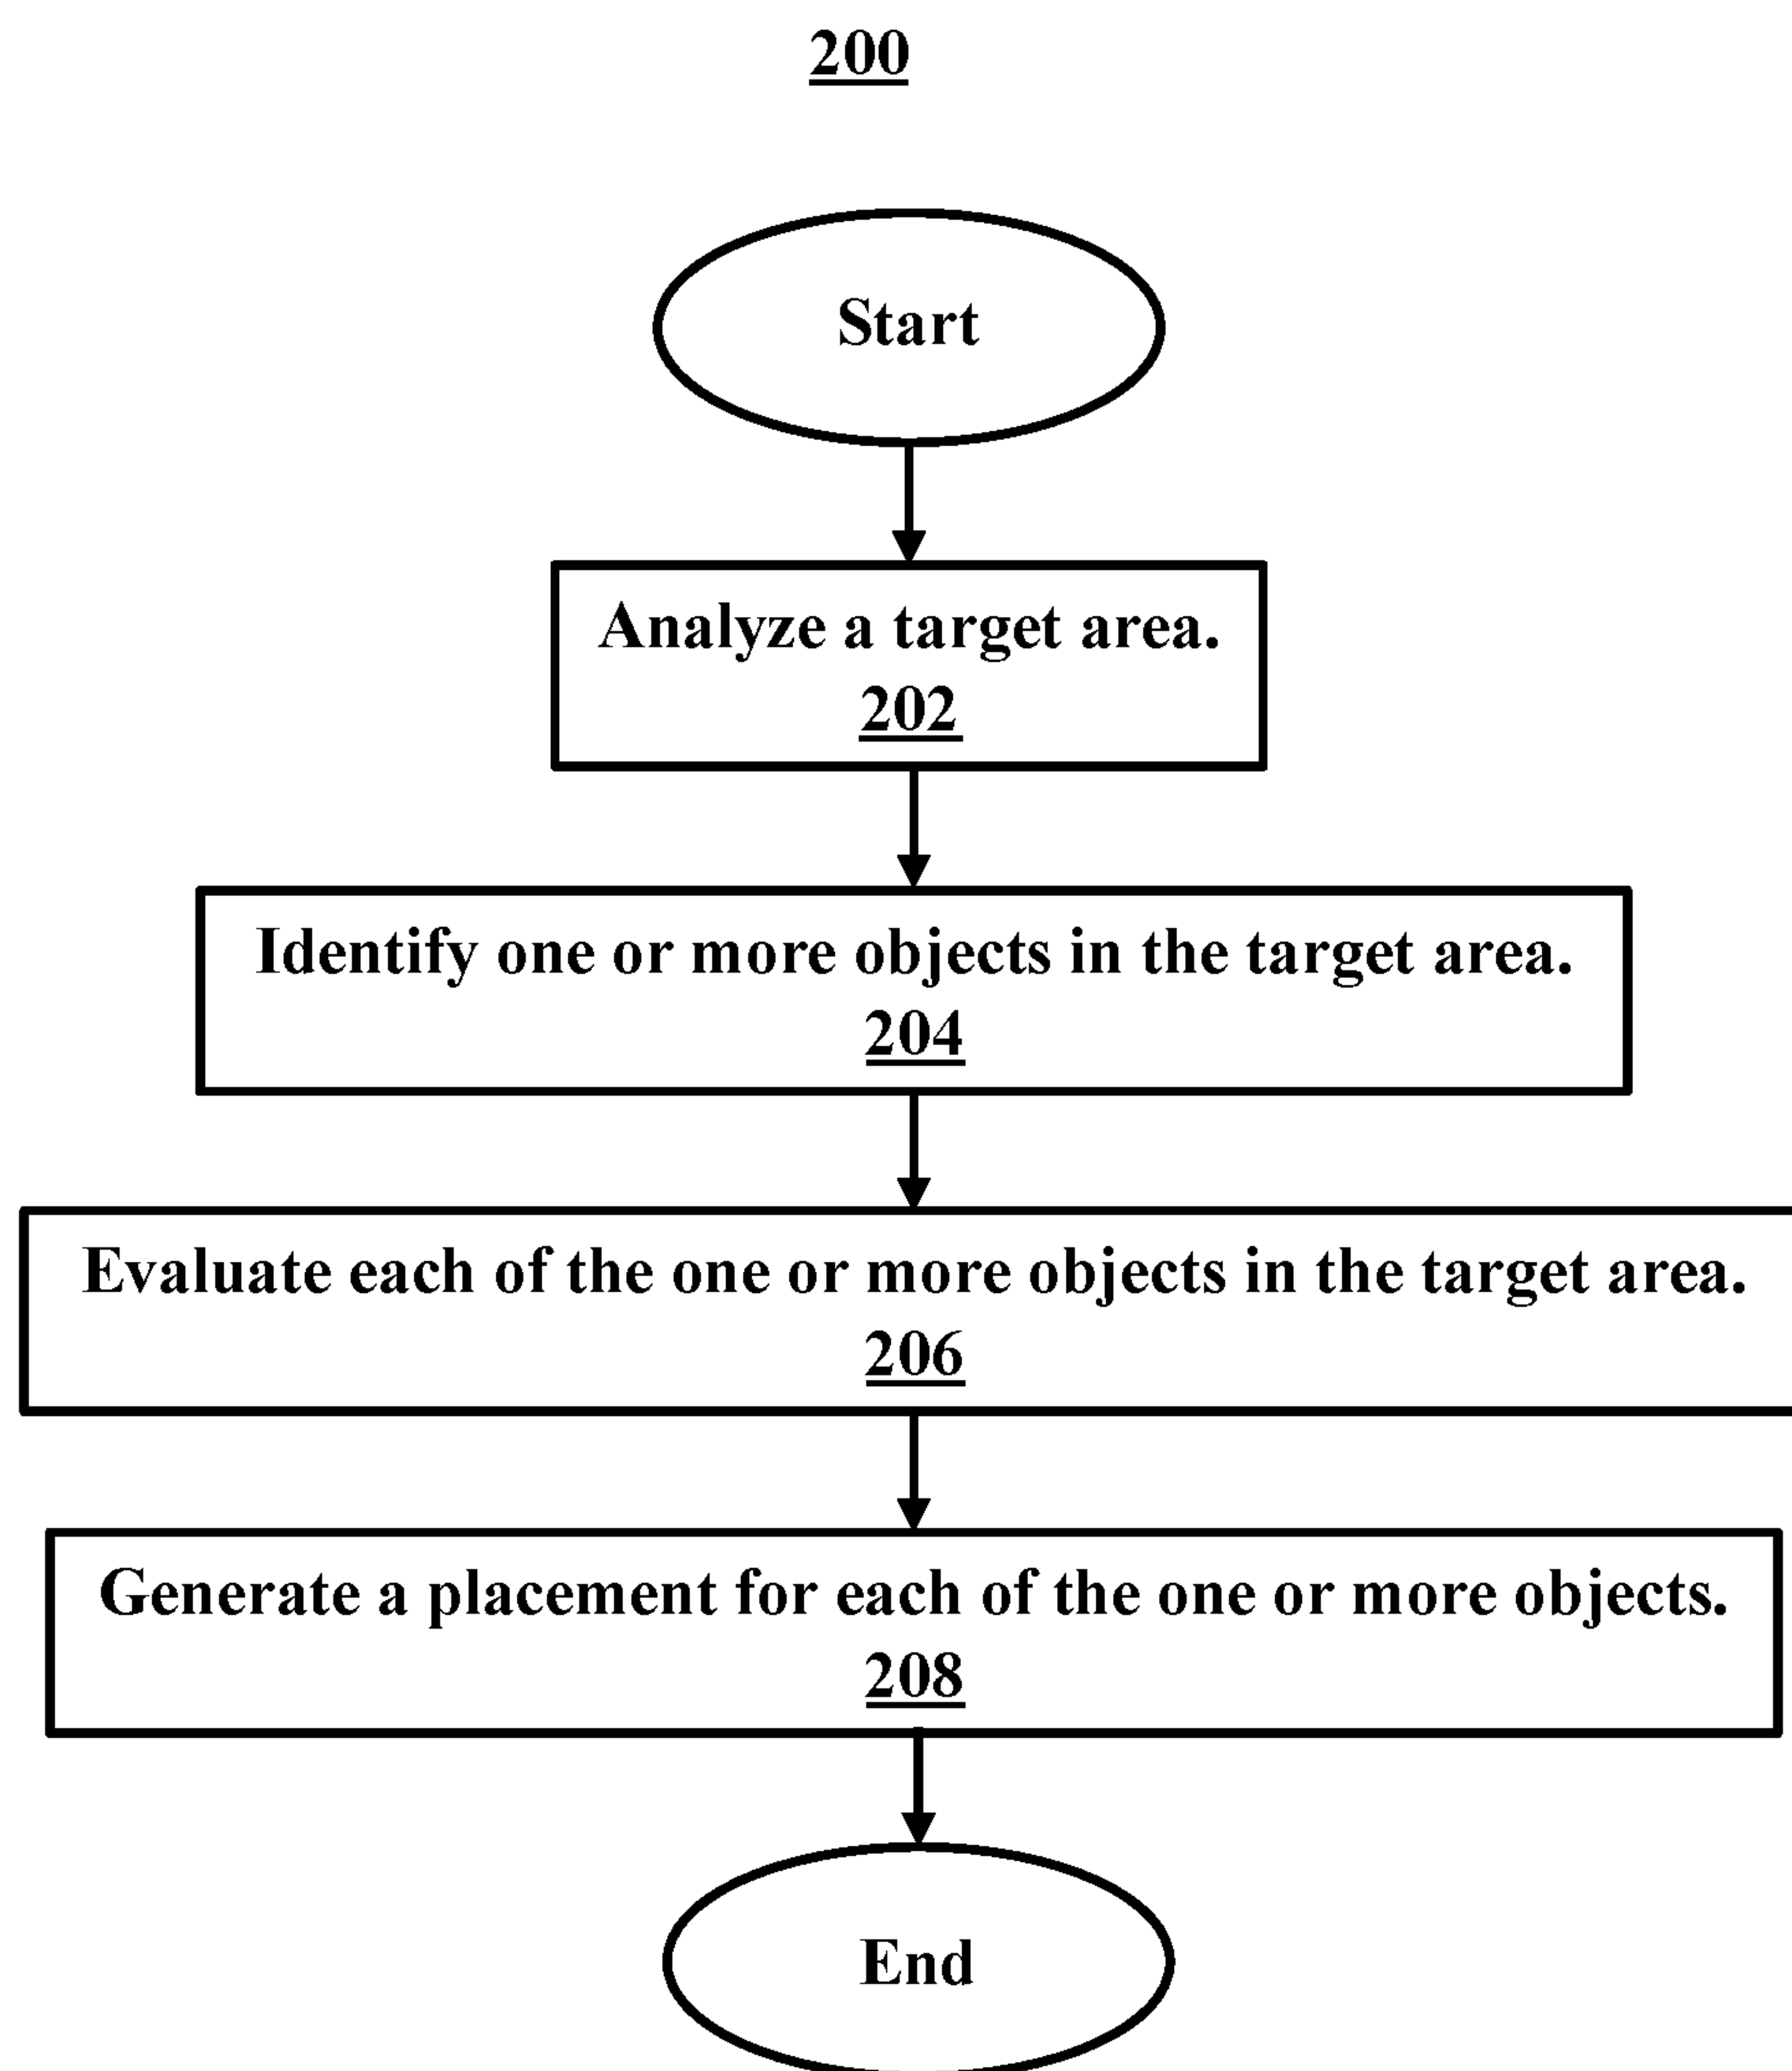 200
Start
Analyze a target area.
202
Identify one or more objects in the target area.
204
Evaluate each of the one or more objects in the target area.
206
Generate a placement for each of the one or more objects.
208
End